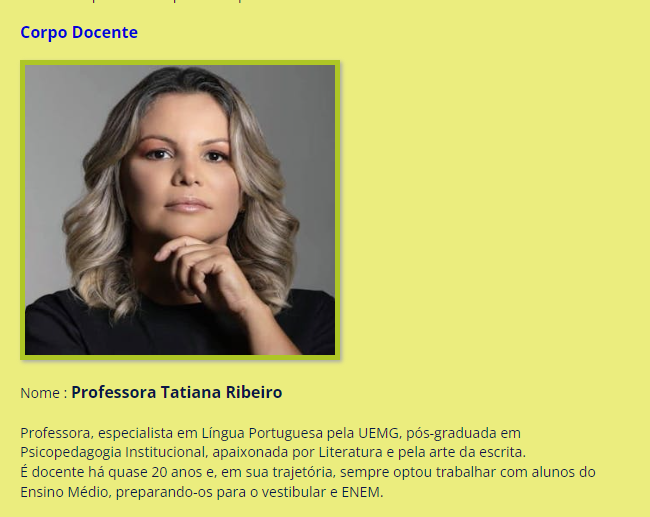 Corpo Docente
Nome : Professora Tatiana Ribeiro
Professora, especialista em Língua Portuguesa pela UEMG, pós-graduada em
Psicopedagogia Institucional, apaixonada por Literatura e pela arte da escrita.
É docente há quase 20 anos e, em sua trajetória, sempre optou trabalhar com alunos do
Ensino Médio, preparando-os para o vestibular e ENEM.